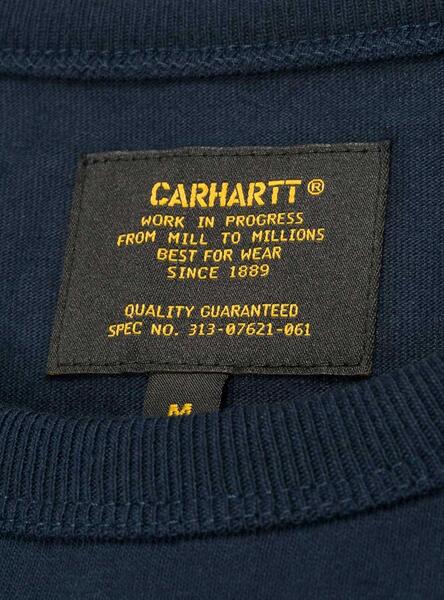 CARHARTT®
WORK IN PROGRESS
FROM MILL TO MILLIONS
BEST FOR WEAR
SINCE 1889
QUALITY GUARANTEED
SPEC NO. 313-07621-061
M